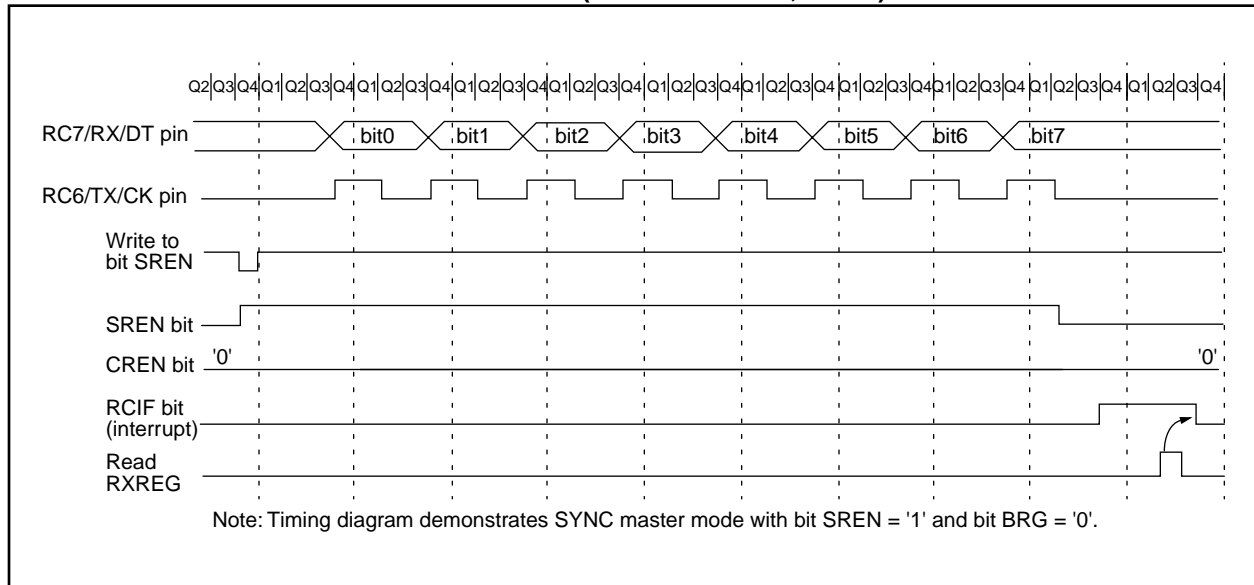 Q2|Q3|Q4|Q1|Q2|Q3|Q4|Q1|Q2|Q3|Q4|Q1|Q2|Q3|Q4|Q1|Q2|Q3|Q4|Q1|Q2|Q3|Q4|Q1|Q2|Q3|Q4|Q1|Q2|Q3|Q4|Q1|Q2|Q3|Q4|Q1|Q2|Q3|Q4|Q1|Q2|Q3|Q4|
RC7/RX/DT pin bit0 bit1 bit2 bit3 bit4 bit5 bit6 bit7
RC6/TX/CK pin
Write to
bit SREN
SREN bit
CREN bit '0' '0'
RCIF bit
(interrupt)
Read
RXREG
Note: Timing diagram demonstrates SYNC master mode with bit SREN = '1' and bit BRG = '0'.